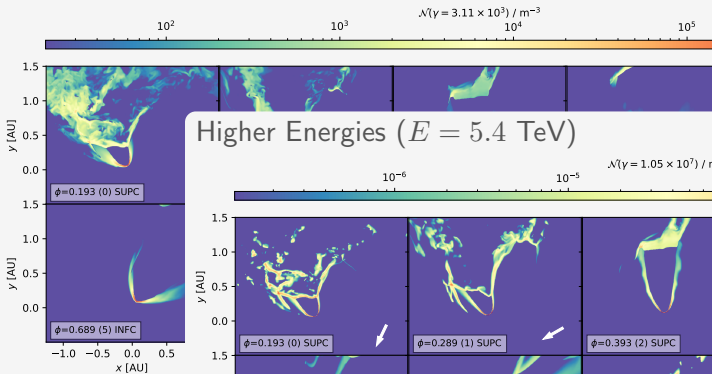 𝒩(γ = 3.11 × 10³) / m⁻³
10² 10³ 10⁴ 10⁵
1.5
1.0
0.5
0.0
y [AU]
ϕ=0.193 (0) SUPC
Higher Energies (E = 5.4 TeV)
𝒩(γ = 1.05 × 10⁷) /
10⁻⁶ 10⁻⁵
1.5
1.0
0.5
0.0
y [AU]
ϕ=0.689 (5) INFC
−1.0 0.0 0.5
x [AU]
1.5
1.0
0.5
0.0
y [AU]
ϕ=0.193 (0) SUPC
ϕ=0.289 (1) SUPC
ϕ=0.393 (2) SUPC
1.5